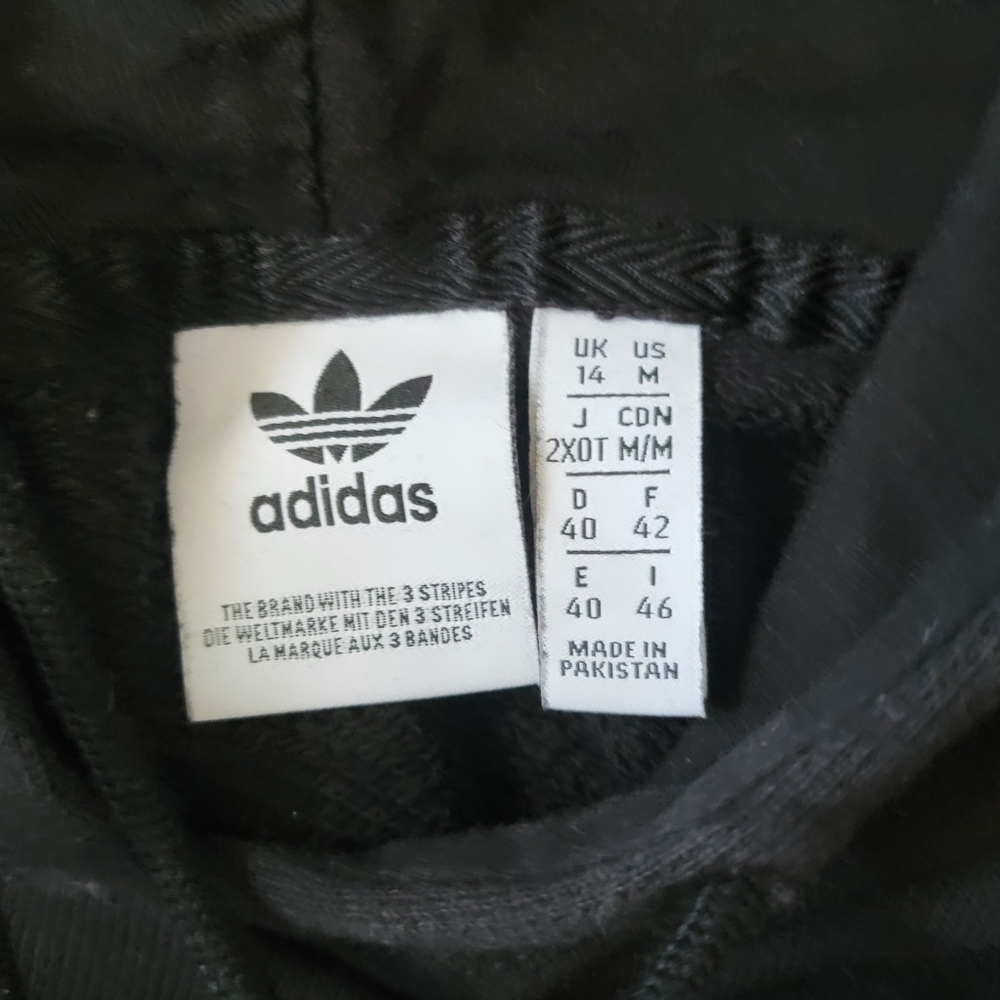 adidas
THE BRAND WITH THE 3 STRIPES
DIE WELTMARKE MIT DEN 3 STREIFEN
LA MARQUE AUX 3 BANDES
UK US
14 M
J CDN
2XOT M/M
D F
40 42
E I
40 46
MADE IN
PAKISTAN